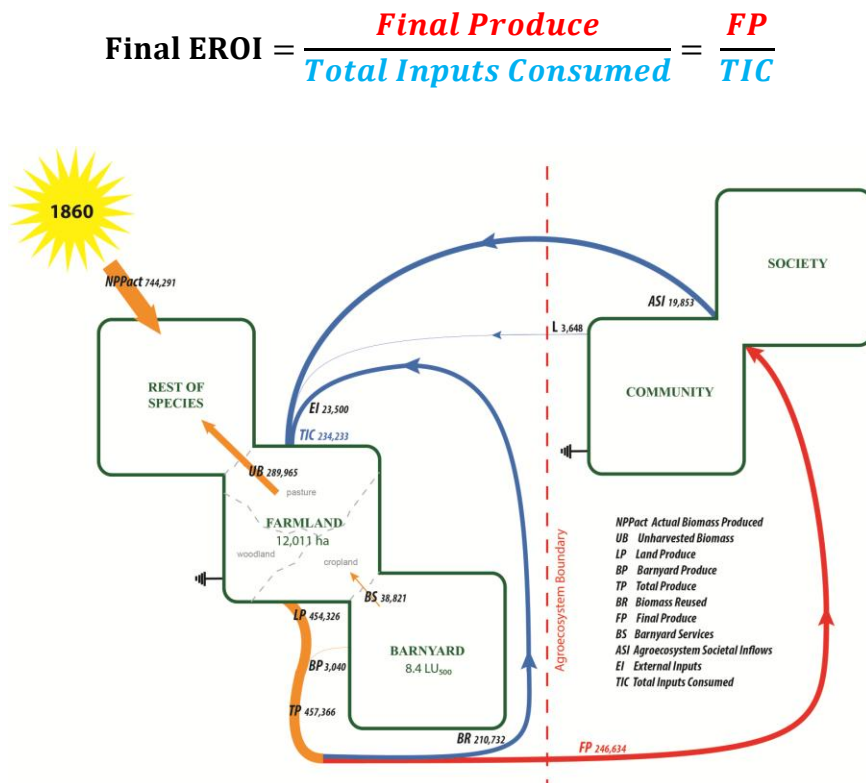 Final EROI = Final Produce / Total Inputs Consumed = FP / TIC
1860
NPPact 744,291
SOCIETY
ASI 19,853
L 3,648
REST OF
SPECIES
COMMUNITY
EI 23,500
TIC 234,233
UB 289,965
pasture
FARMLAND
12,011 ha
woodland
cropland
BS 38,821
LP 454,326
BARNYARD
8.4 LU500
BP 3,040
TP 457,366
BR 210,732
FP 246,634
Agroecosystem Boundary
NPPact Actual Biomass Produced
UB Unharvested Biomass
LP Land Produce
BP Barnyard Produce
TP Total Produce
BR Biomass Reused
FP Final Produce
BS Barnyard Services
ASI Agroecosystem Societal Inflows
EI External Inputs
TIC Total Inputs Consumed